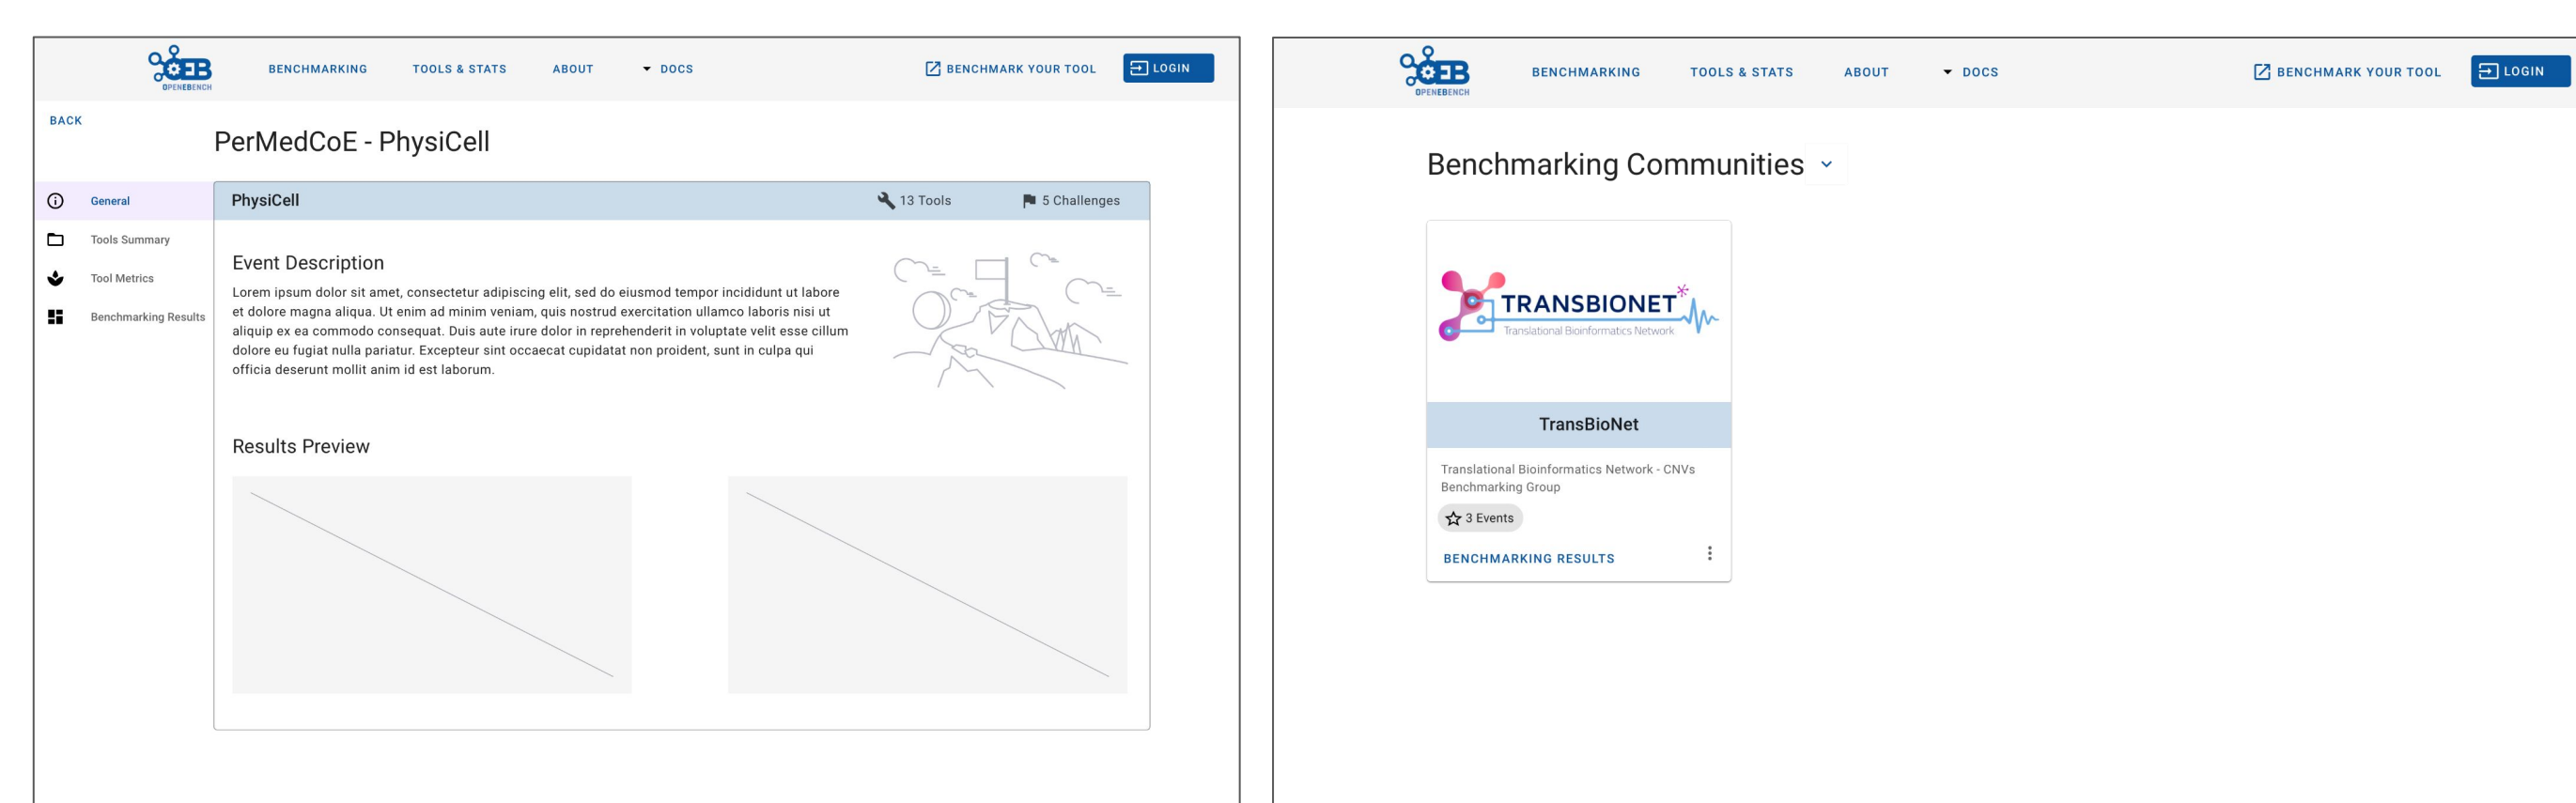 OEB
OPENEBENCH
BENCHMARKING
TOOLS & STATS
ABOUT
DOCS
BENCHMARK YOUR TOOL
LOGIN
BACK
PerMedCoE - PhysiCell
General
Tools Summary
Tool Metrics
Benchmarking Results
PhysiCell
13 Tools
5 Challenges
Event Description
Lorem ipsum dolor sit amet, consectetur adipiscing elit, sed do eiusmod tempor incididunt ut labore
et dolore magna aliqua. Ut enim ad minim veniam, quis nostrud exercitation ullamco laboris nisi ut
aliquip ex ea commodo consequat. Duis aute irure dolor in reprehenderit in voluptate velit esse cillum
dolore eu fugiat nulla pariatur. Excepteur sint occaecat cupidatat non proident, sunt in culpa qui
officia deserunt mollit anim id est laborum.
Results Preview
OEB
OPENEBENCH
BENCHMARKING
TOOLS & STATS
ABOUT
DOCS
BENCHMARK YOUR TOOL
LOGIN
Benchmarking Communities
TRANSBIONET
Translational Bioinformatics Network
TransBioNet
Translational Bioinformatics Network - CNVs
Benchmarking Group
3 Events
BENCHMARKING RESULTS